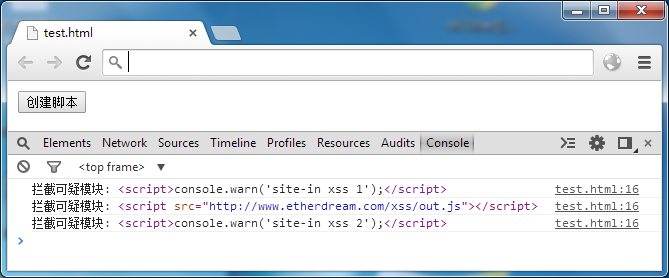 test.html
创建脚本
Elements Network Sources Timeline Profiles Resources Audits Console
<top frame> ▼
拦截可疑模块: <script>console.warn('site-in xss 1');</script> test.html:16
拦截可疑模块: <script src="http://www.etherdream.com/xss/out.js"></script> test.html:16
拦截可疑模块: <script>console.warn('site-in xss 2');</script> test.html:16